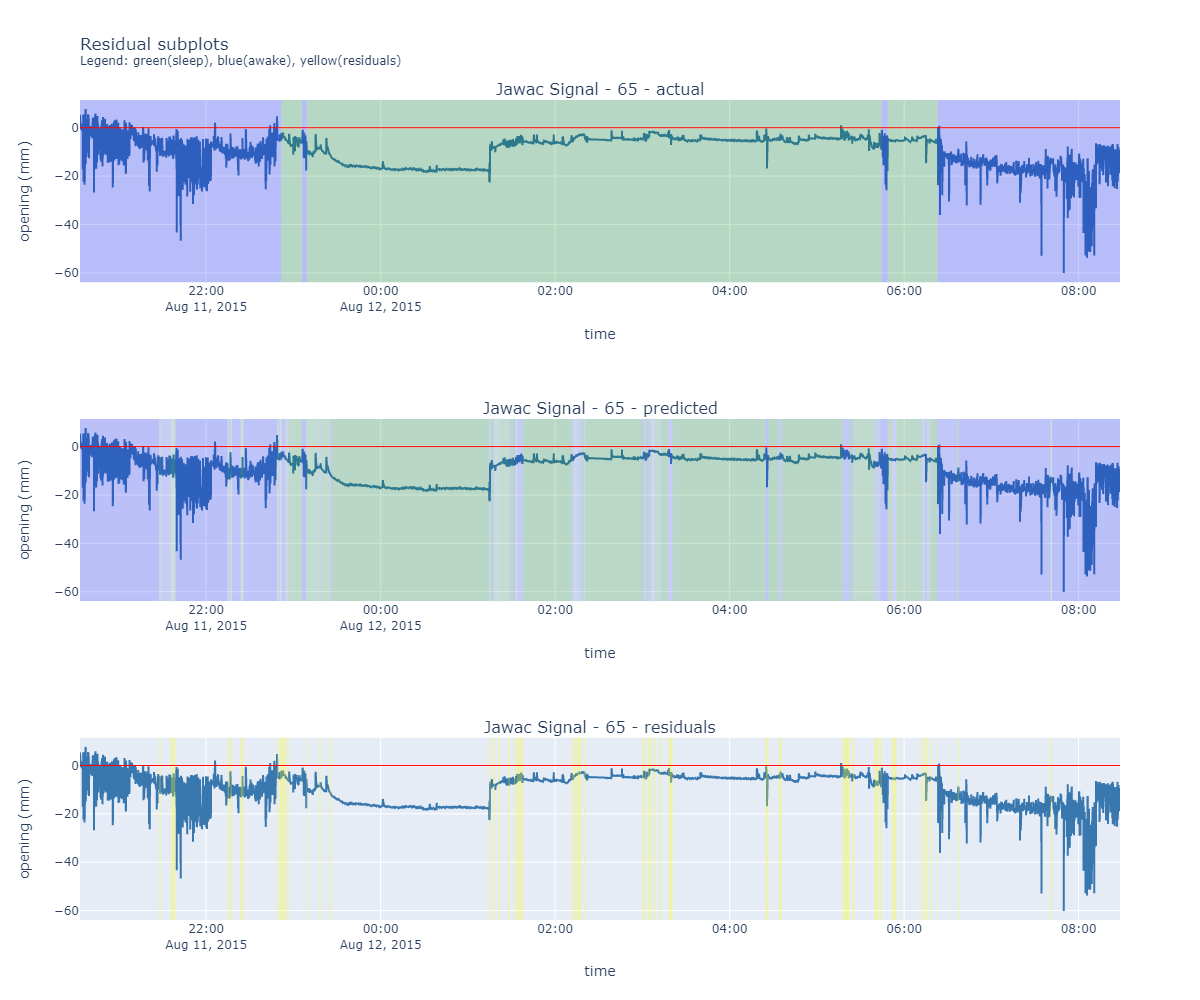 Residual subplots
Legend: green(sleep), blue(awake), yellow(residuals)
Jawac Signal - 65 - actual
opening (mm)
0
−20
−40
−60
22:00 00:00 02:00 04:00 06:00 08:00
Aug 11, 2015 Aug 12, 2015
time
Jawac Signal - 65 - predicted
opening (mm)
0
−20
−40
−60
22:00 00:00 02:00 04:00 06:00 08:00
Aug 11, 2015 Aug 12, 2015
time
Jawac Signal - 65 - residuals
opening (mm)
0
−20
−40
−60
22:00 00:00 02:00 04:00 06:00 08:00
Aug 11, 2015 Aug 12, 2015
time